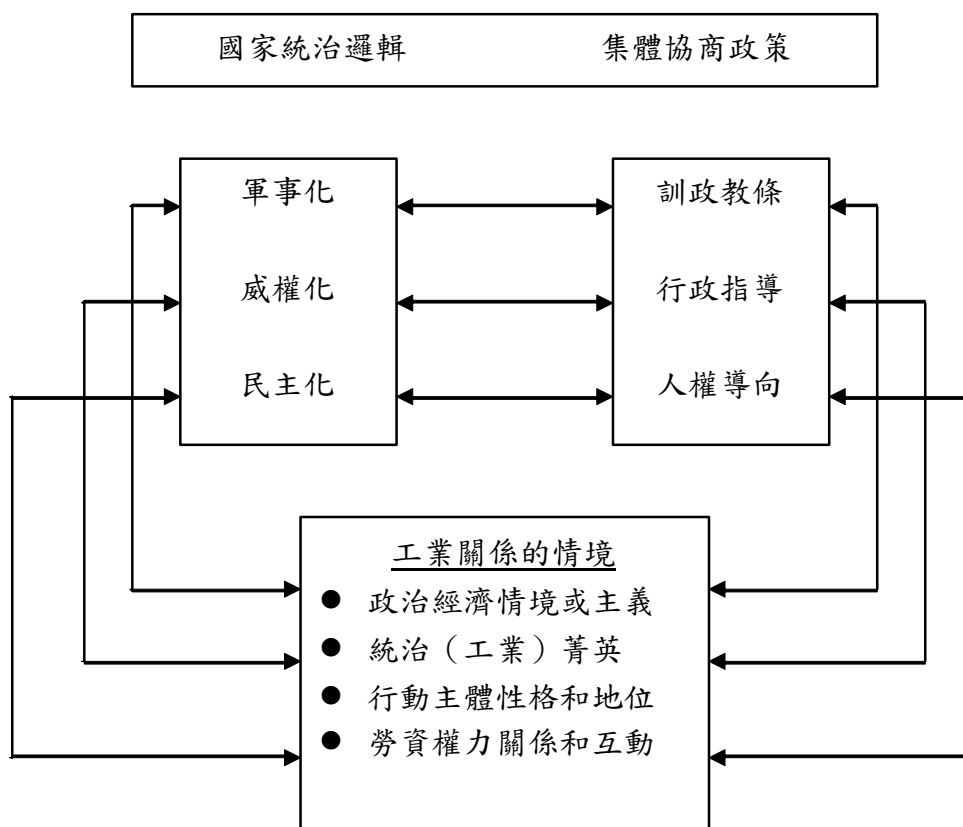 國家統治邏輯 集體協商政策
軍事化 訓政教條
威權化 行政指導
民主化 人權導向
工業關係的情境
● 政治經濟情境或主義
● 統治（工業）菁英
● 行動主體性格和地位
● 勞資權力關係和互動